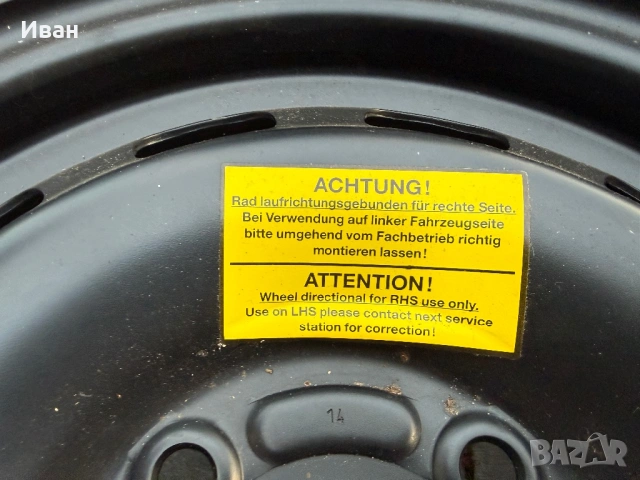 Иван
ACHTUNG!
Rad laufrichtungsgebunden für rechte Seite.
Bei Verwendung auf linker Fahrzeugseite
bitte umgehend vom Fachbetrieb richtig
montieren lassen!
ATTENTION!
Wheel directional for RHS use only.
Use on LHS please contact next service
station for correction!
14
BAZAR